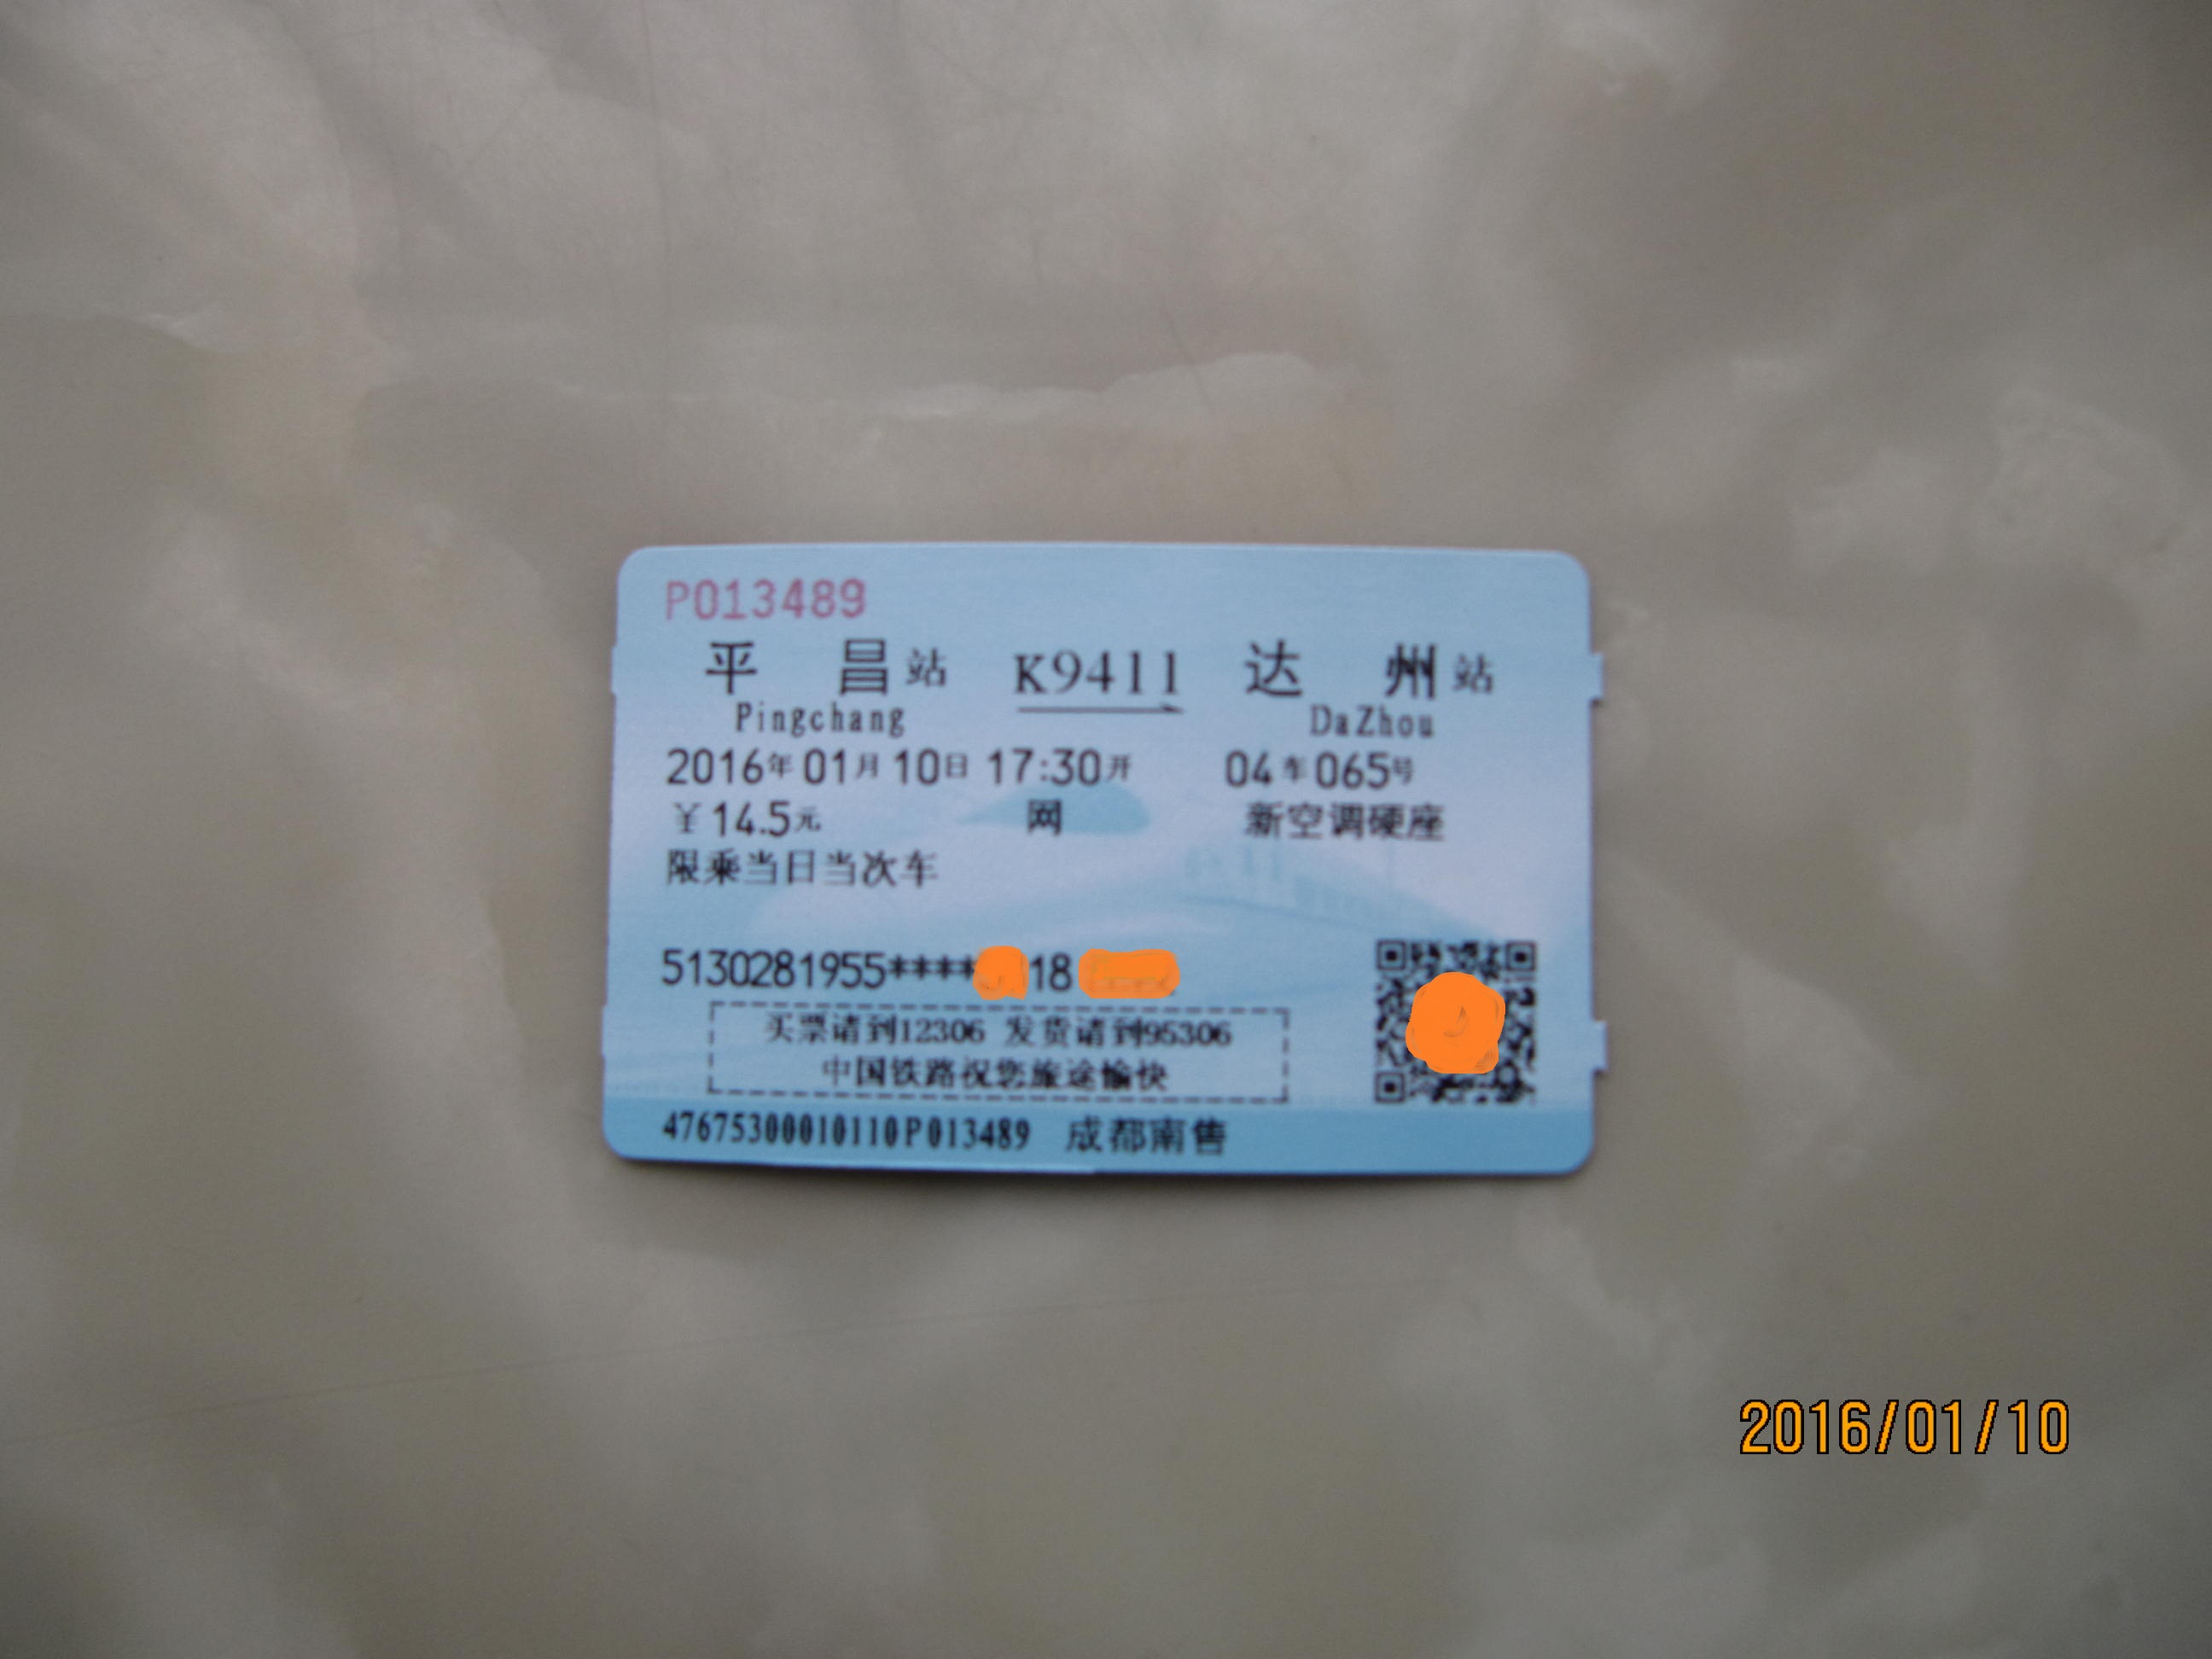 P013489
平昌站 K9411 达州站
Pingchang DaZhou
2016年01月10日 17:30开 04车065号
¥14.5元 网 新空调硬座
限乘当日当次车
5130281955**** 18
买票请到12306 发货请到95306
中国铁路祝您旅途愉快
47675300010110P013489 成都南售
2016/01/10